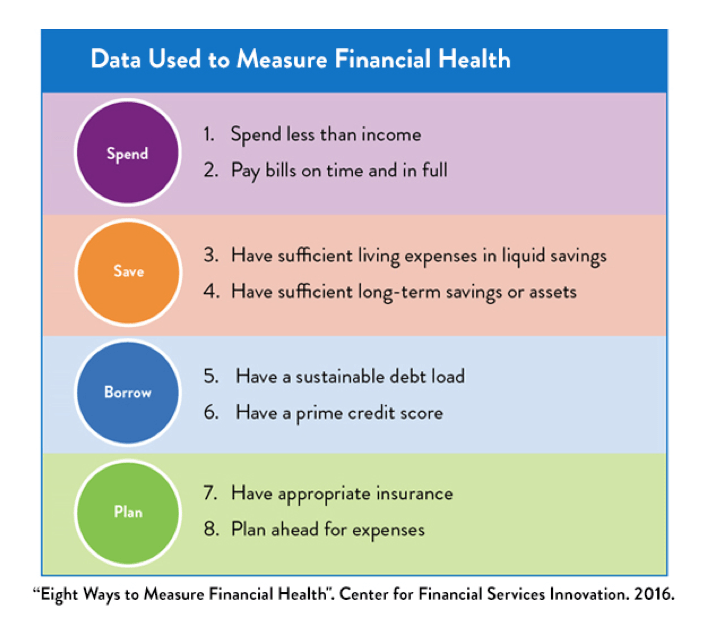 Data Used to Measure Financial Health
Spend
1. Spend less than income
2. Pay bills on time and in full
Save
3. Have sufficient living expenses in liquid savings
4. Have sufficient long-term savings or assets
Borrow
5. Have a sustainable debt load
6. Have a prime credit score
Plan
7. Have appropriate insurance
8. Plan ahead for expenses
“Eight Ways to Measure Financial Health". Center for Financial Services Innovation. 2016.